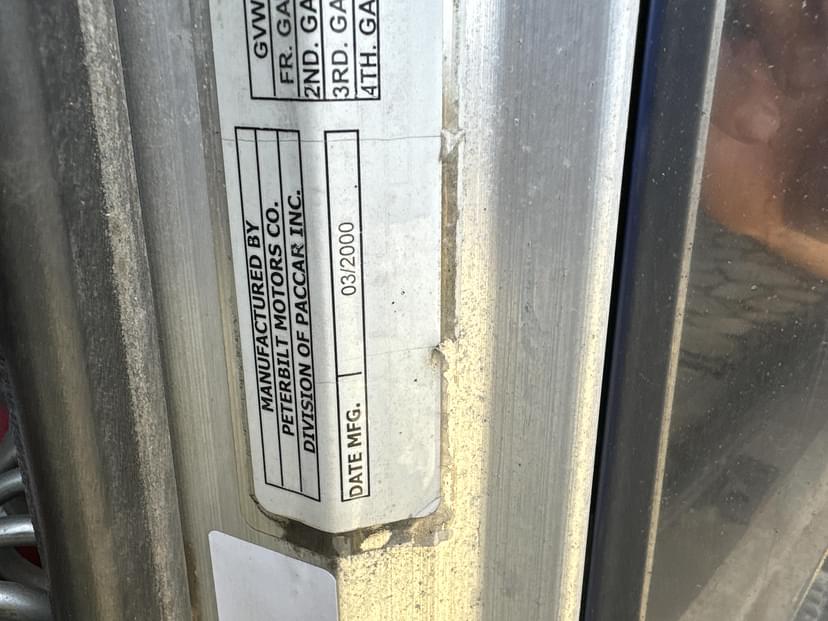 MANUFACTURED BY
PETERBILT MOTORS CO.
DIVISION OF PACCAR INC.
DATE MFG. 03/2000
GVW
FR. GA
2ND. GA
3RD. GA
4TH. GA